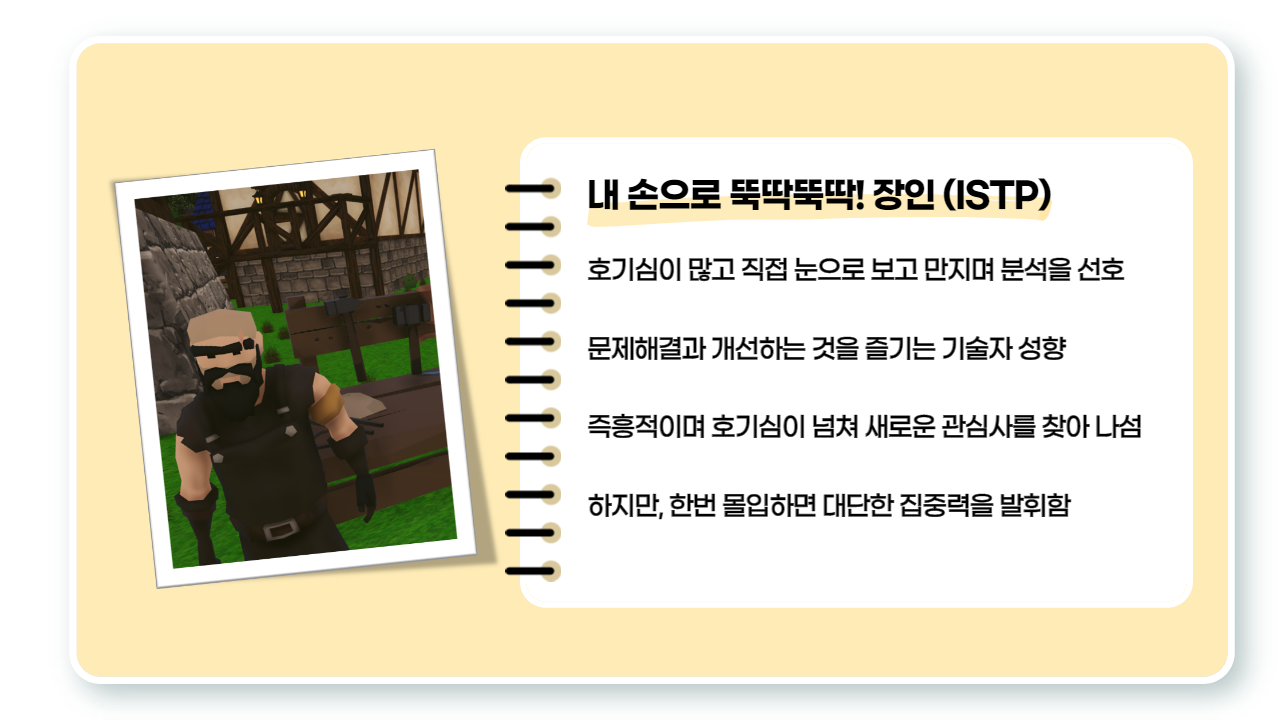 내 손으로 뚝딱뚝딱! 장인 (ISTP)
호기심이 많고 직접 눈으로 보고 만지며 분석을 선호
문제해결과 개선하는 것을 즐기는 기술자 성향
즉흥적이며 호기심이 넘쳐 새로운 관심사를 찾아 나섬
하지만, 한번 몰입하면 대단한 집중력을 발휘함